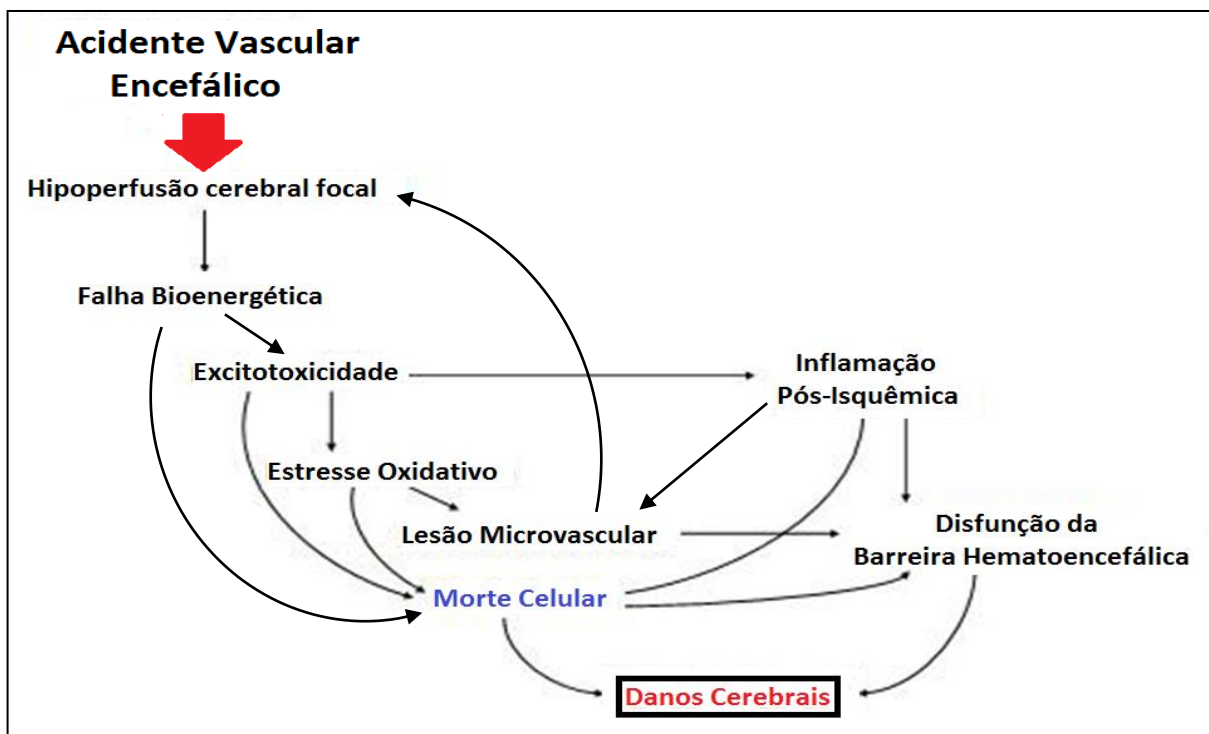 Acidente Vascular
Encefálico
Hipoperfusão cerebral focal
Falha Bioenergética
Excitotoxicidade
Inflamação
Pós-Isquêmica
Estresse Oxidativo
Lesão Microvascular
Disfunção da
Barreira Hematoencefálica
Morte Celular
Danos Cerebrais